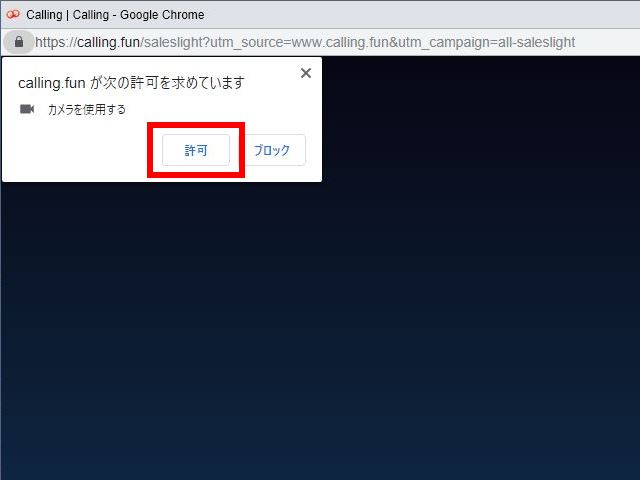 Calling | Calling - Google Chrome
https://calling.fun/saleslight?utm_source=www.calling.fun&utm_campaign=all-saleslight
calling.fun が次の許可を求めています
カメラを使用する
許可
ブロック